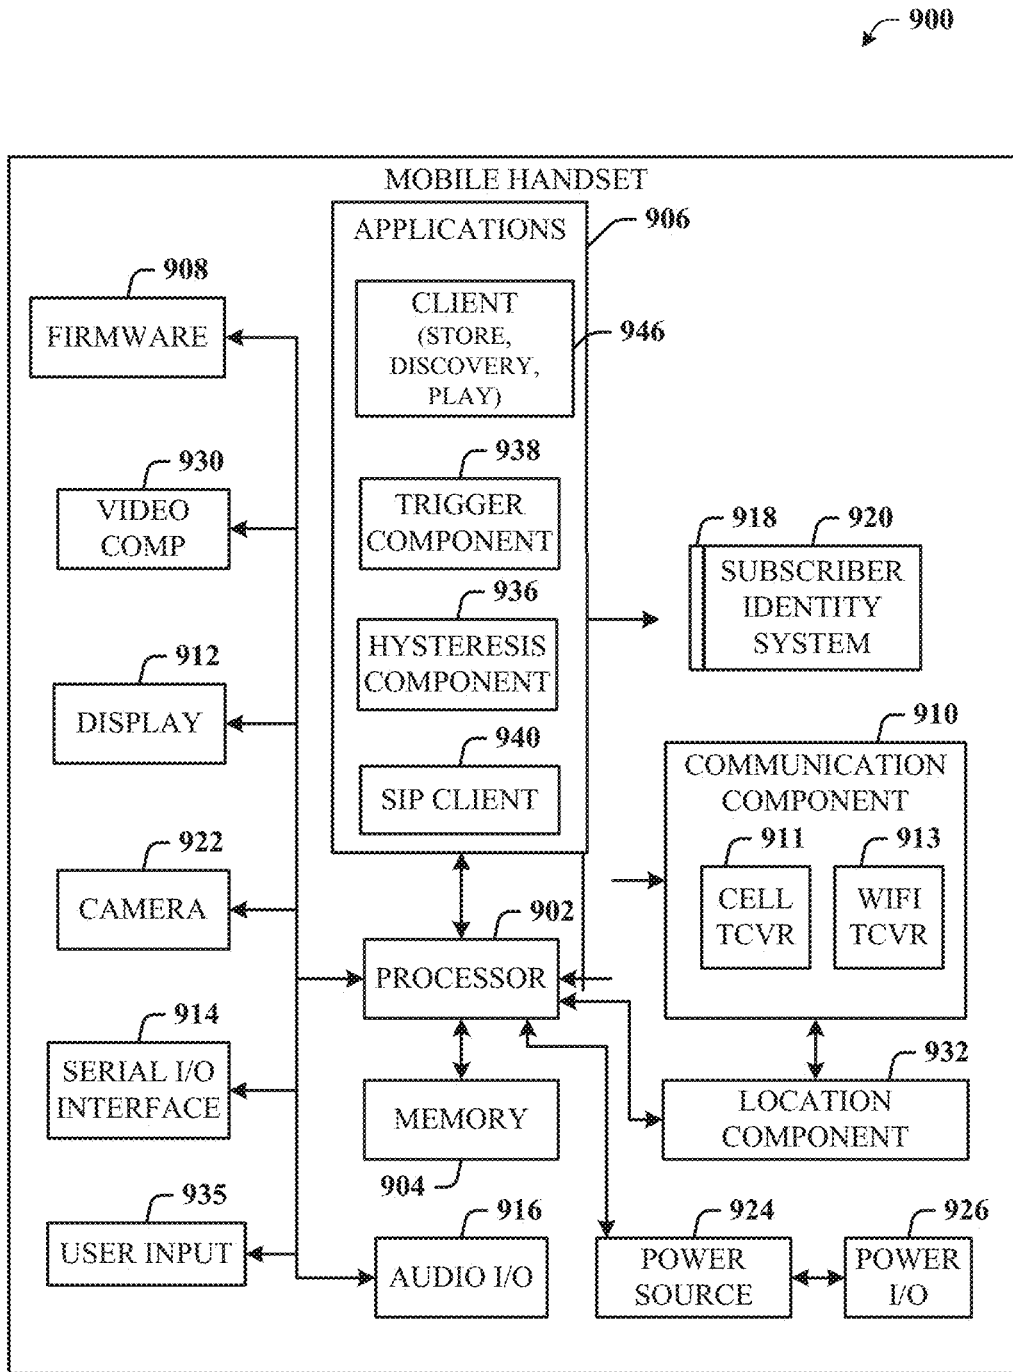 900
MOBILE HANDSET
APPLICATIONS
906
CLIENT
(STORE,
DISCOVERY,
PLAY)
946
908
FIRMWARE
938
TRIGGER
COMPONENT
930
VIDEO
COMP
918
920
SUBSCRIBER
IDENTITY
SYSTEM
936
HYSTERESIS
COMPONENT
912
DISPLAY
940
SIP CLIENT
910
COMMUNICATION
COMPONENT
911
CELL
TCVR
913
WIFI
TCVR
922
CAMERA
902
PROCESSOR
914
SERIAL I/O
INTERFACE
932
LOCATION
COMPONENT
MEMORY
904
935
USER INPUT
916
AUDIO I/O
924
POWER
SOURCE
926
POWER
I/O